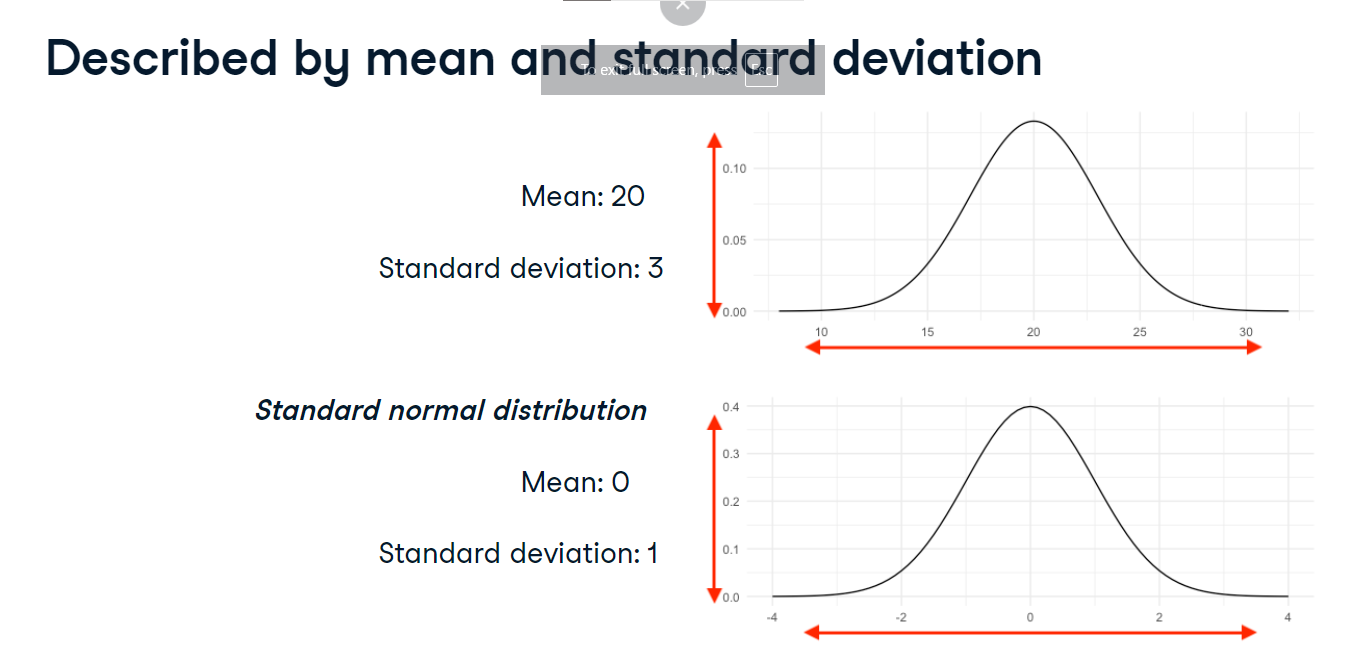 Described by mean and standard deviation
To exit full screen, press Esc
Mean: 20
Standard deviation: 3
0.10
0.05
0.00
10 15 20 25 30
Standard normal distribution
Mean: 0
Standard deviation: 1
0.4
0.3
0.2
0.1
0.0
-4 -2 0 2 4